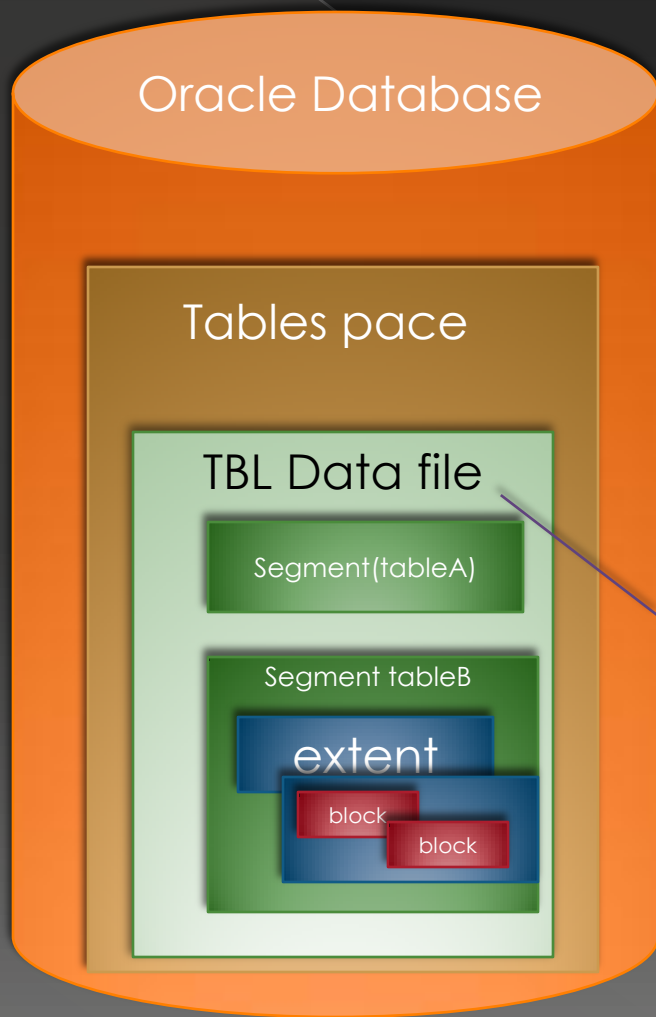 Oracle Database
Tables pace
TBL Data file
Segment(tableA)
Segment tableB
extent
block
block